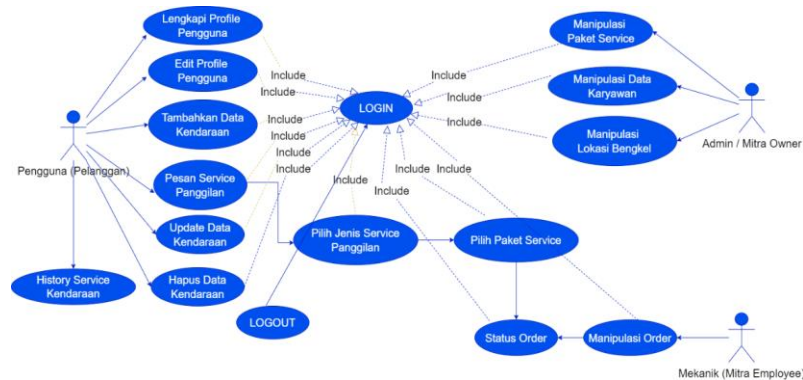 Lengkapi Profile
Pengguna
Edit Profile
Pengguna
Tambahkan Data
Kendaraan
Pengguna (Pelanggan)
Pesan Service
Panggilan
Update Data
Kendaraan
History Service
Kendaraan
Hapus Data
Kendaraan
LOGOUT
Include
Include
Include
Include
Include
Include
LOGIN
Include
Pilih Jenis Service
Panggilan
Pilih Paket Service
Include
Include
Include
Include
Include
Include
Manipulasi
Paket Service
Manipulasi Data
Karyawan
Manipulasi
Lokasi Bengkel
Admin / Mitra Owner
Status Order
Manipulasi Order
Mekanik (Mitra Employee)